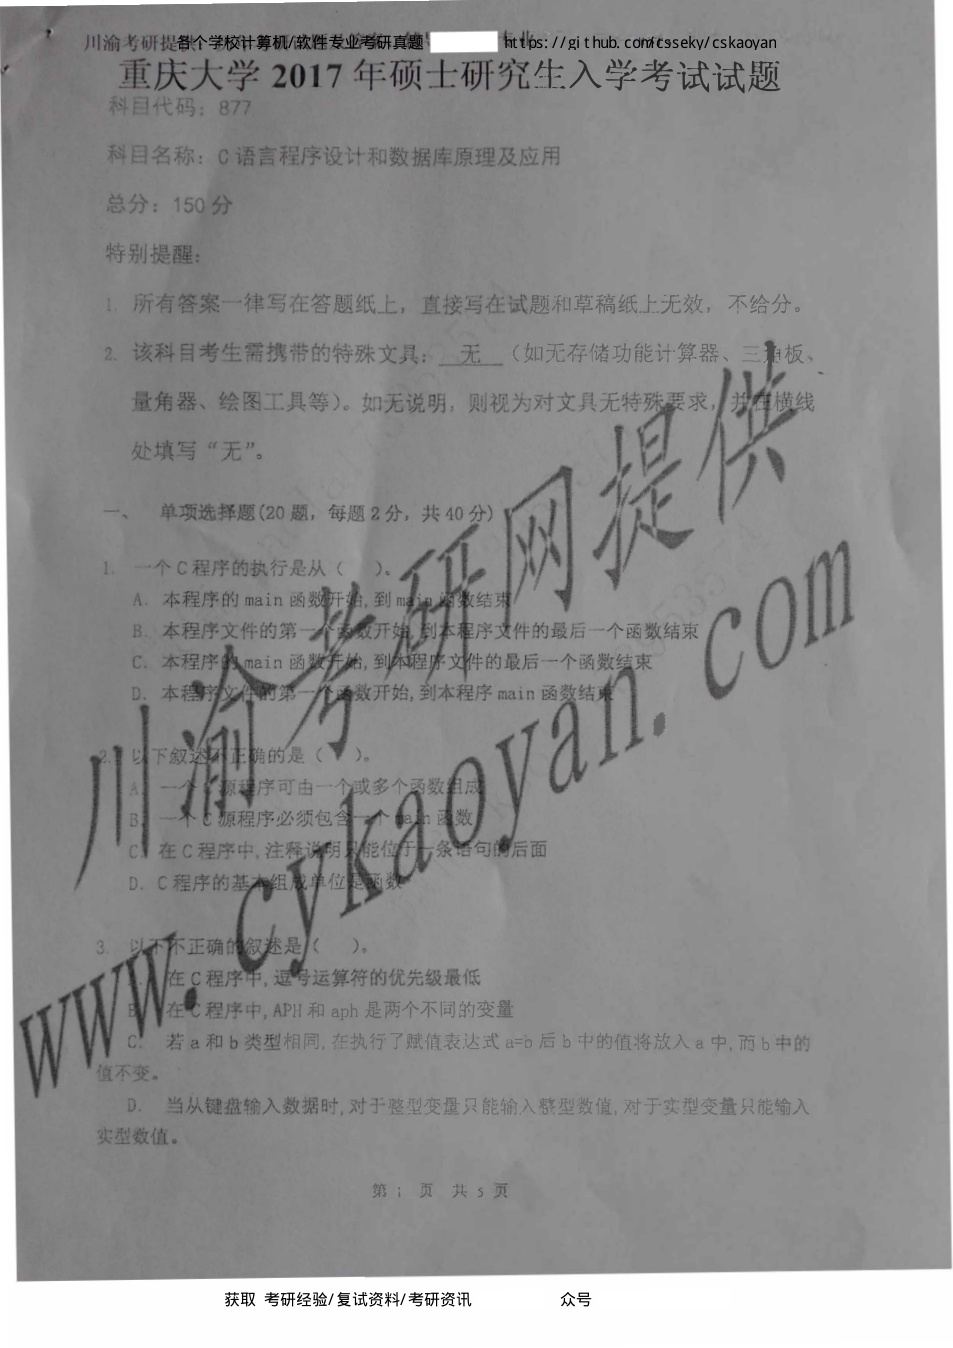 川渝考研提供 各个学校计算机/软件专业考研真题 https://github.com/csseky/cskaoyan
重庆大学 2017 年硕士研究生入学考试试题
科目代码：877
科目名称：C 语言程序设计和数据库原理及应用
总分：150 分
特别提醒：
1. 所有答案一律写在答题纸上，直接写在试题和草稿纸上无效，不给分。
2. 该科目考生需携带的特殊文具：无 （如无存储功能计算器、三角板、
量角器、绘图工具等）。如无说明，则视为对文具无特殊要求，并在横线
处填写“无”。
一、 单项选择题(20 题，每题 2 分，共 40 分)
1. 一个 C 程序的执行是从（ ）。
A. 本程序的 main 函数开始,到 main 函数结束
B. 本程序文件的第一个函数开始,到本程序文件的最后一个函数结束
C. 本程序的 main 函数开始,到本程序文件的最后一个函数结束
D. 本程序文件的第一个函数开始,到本程序 main 函数结束
2. 以下叙述不正确的是（ ）。
A. 一个 C 源程序可由一个或多个函数组成
B. 一个 C 源程序必须包含一个 main 函数
C. 在 C 程序中,注释说明只能位于一条语句的后面
D. C 程序的基本组成单位是函数
3. 以下不正确的叙述是（ ）。
在 C 程序中,逗号运算符的优先级最低
B. 在 C 程序中,APH 和 aph 是两个不同的变量
C. 若 a 和 b 类型相同,在执行了赋值表达式 a=b 后 b 中的值将放入 a 中,而 b 中的
值不变。
D. 当从键盘输入数据时,对于整型变量只能输入整型数值,对于实型变量只能输入
实型数值。
川渝考研网提供
www.cykaoyan.com
第 1 页 共 5 页
获取 考研经验/复试资料/考研资讯 众号